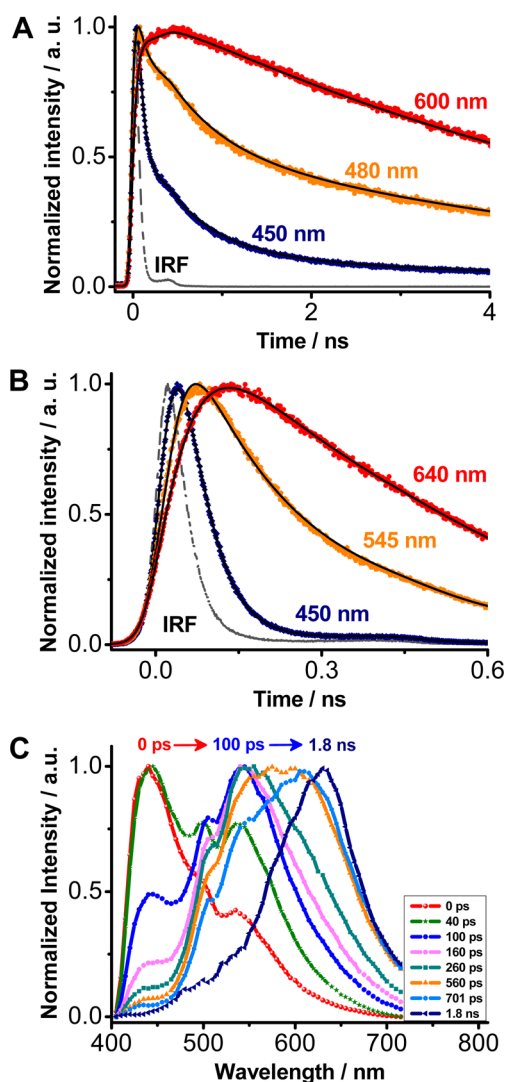 A
Normalized intensity / a. u.
1.0
0.5
0.0
600 nm
480 nm
450 nm
IRF
0
2
4
Time / ns
B
Normalized intensity / a. u.
1.0
0.5
0.0
640 nm
545 nm
450 nm
IRF
0.0
0.3
0.6
Time / ns
C
Normalized Intensity / a.u.
0 ps → 100 ps → 1.8 ns
1.0
0.5
0.0
0 ps
40 ps
100 ps
160 ps
260 ps
560 ps
701 ps
1.8 ns
400 500 600 700 800
Wavelength / nm